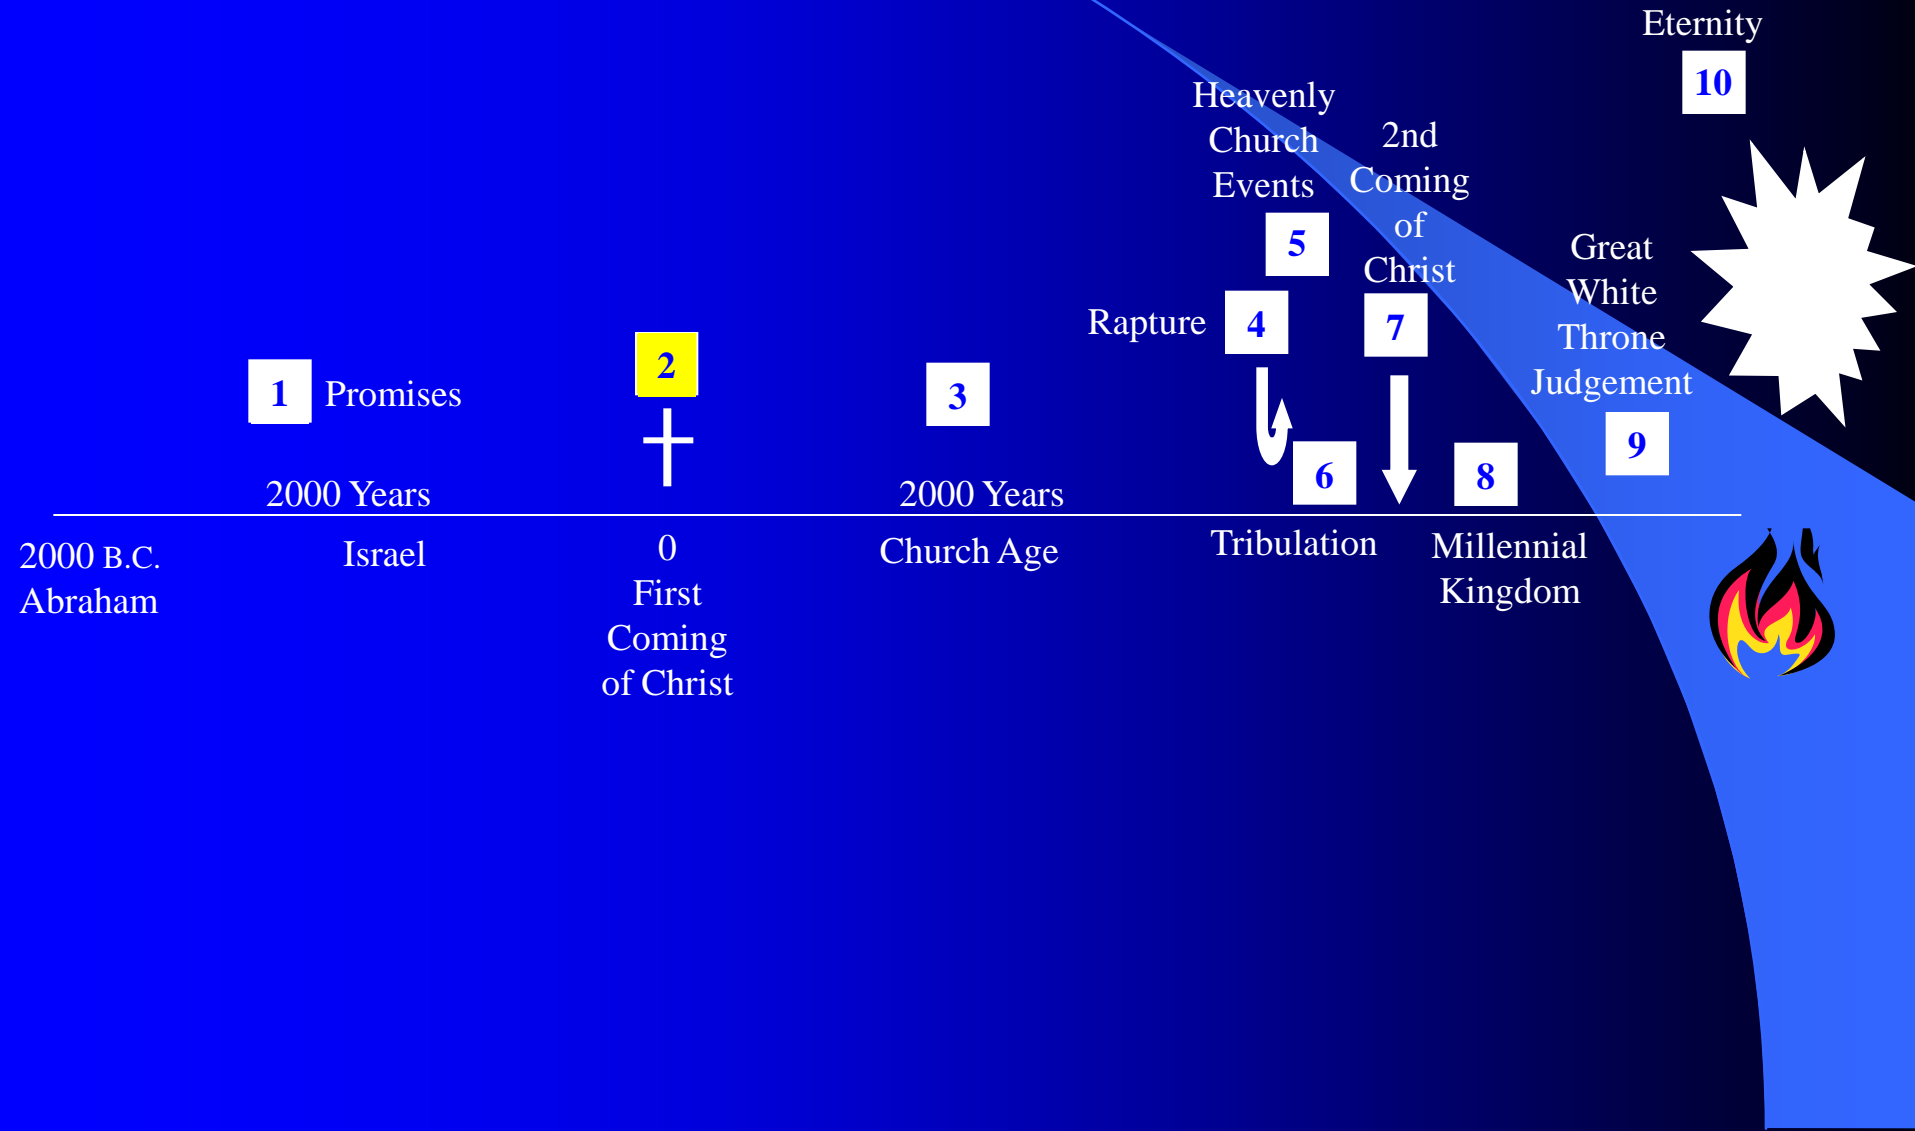 Eternity
10
Heavenly
Church
Events
5
2nd
Coming
of
Christ
7
Great
White
Throne
Judgement
9
Rapture
4
1 Promises
2
3
6
8
2000 Years
2000 Years
2000 B.C.
Abraham
Israel
0
First
Coming
of Christ
Church Age
Tribulation
Millennial
Kingdom